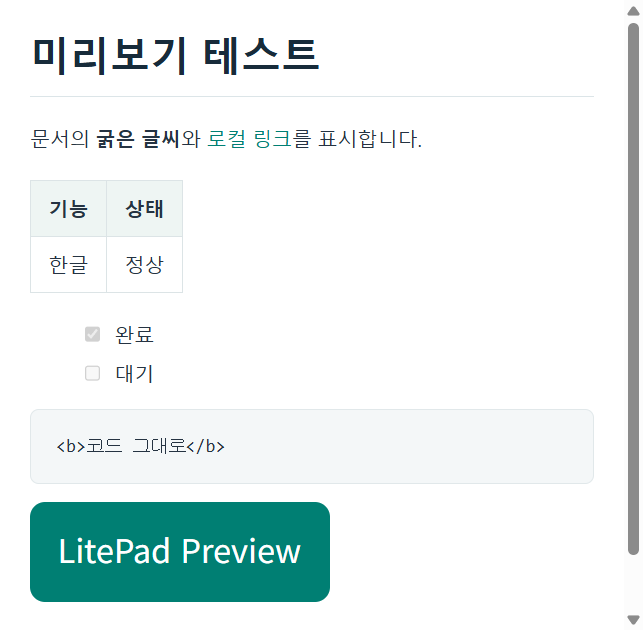 미리보기 테스트
문서의 굵은 글씨와 로컬 링크를 표시합니다.
기능 상태
한글 정상
완료
대기
<b>코드 그대로</b>
LitePad Preview